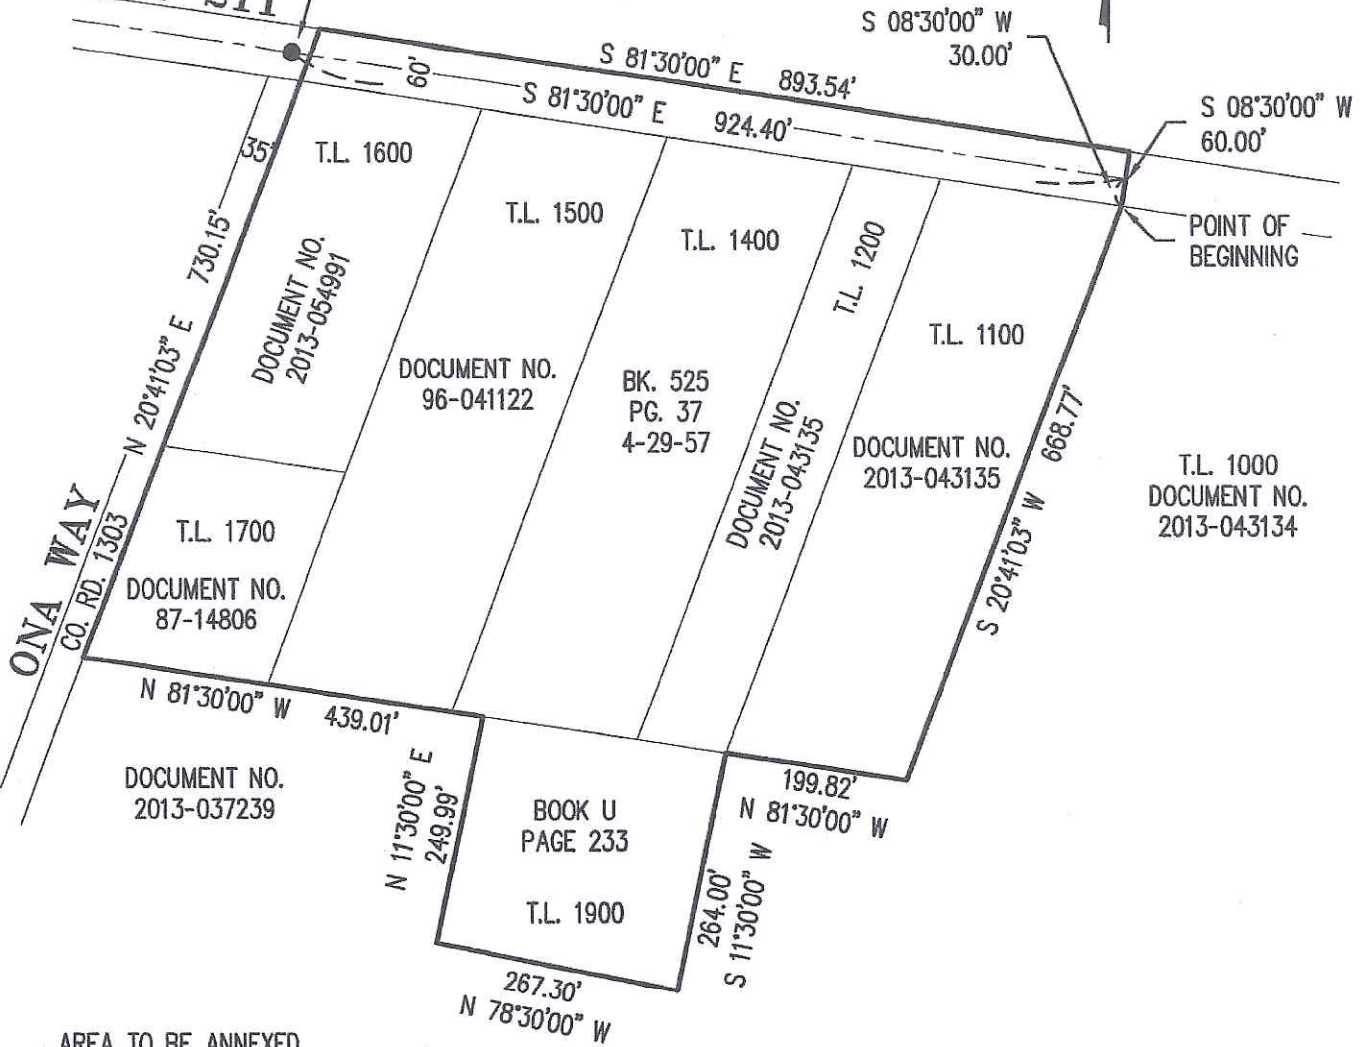 211
S 08°30'00" W
30.00'
S 81°30'00" E 893.54'
60'
S 81°30'00" E 924.40'
S 08°30'00" W
60.00'
35'
T.L. 1600
T.L. 1500
T.L. 1400
T.L. 1200
POINT OF
BEGINNING
730.15'
N 20°41'03" E
DOCUMENT NO.
2013-054991
T.L. 1100
DOCUMENT NO.
96-041122
BK. 525
PG. 37
4-29-57
DOCUMENT NO.
2013-043135
DOCUMENT NO.
2013-043135
668.77'
S 20°41'03" W
T.L. 1000
DOCUMENT NO.
2013-043134
ONA WAY
CO. RD. 1303
T.L. 1700
DOCUMENT NO.
87-14806
N 81°30'00" W 439.01'
DOCUMENT NO.
2013-037239
N 11°30'00" E
249.99'
BOOK U
PAGE 233
T.L. 1900
199.82'
N 81°30'00" W
264.00'
S 11°30'00" W
267.30'
N 78°30'00" W
AREA TO BE ANNEXED